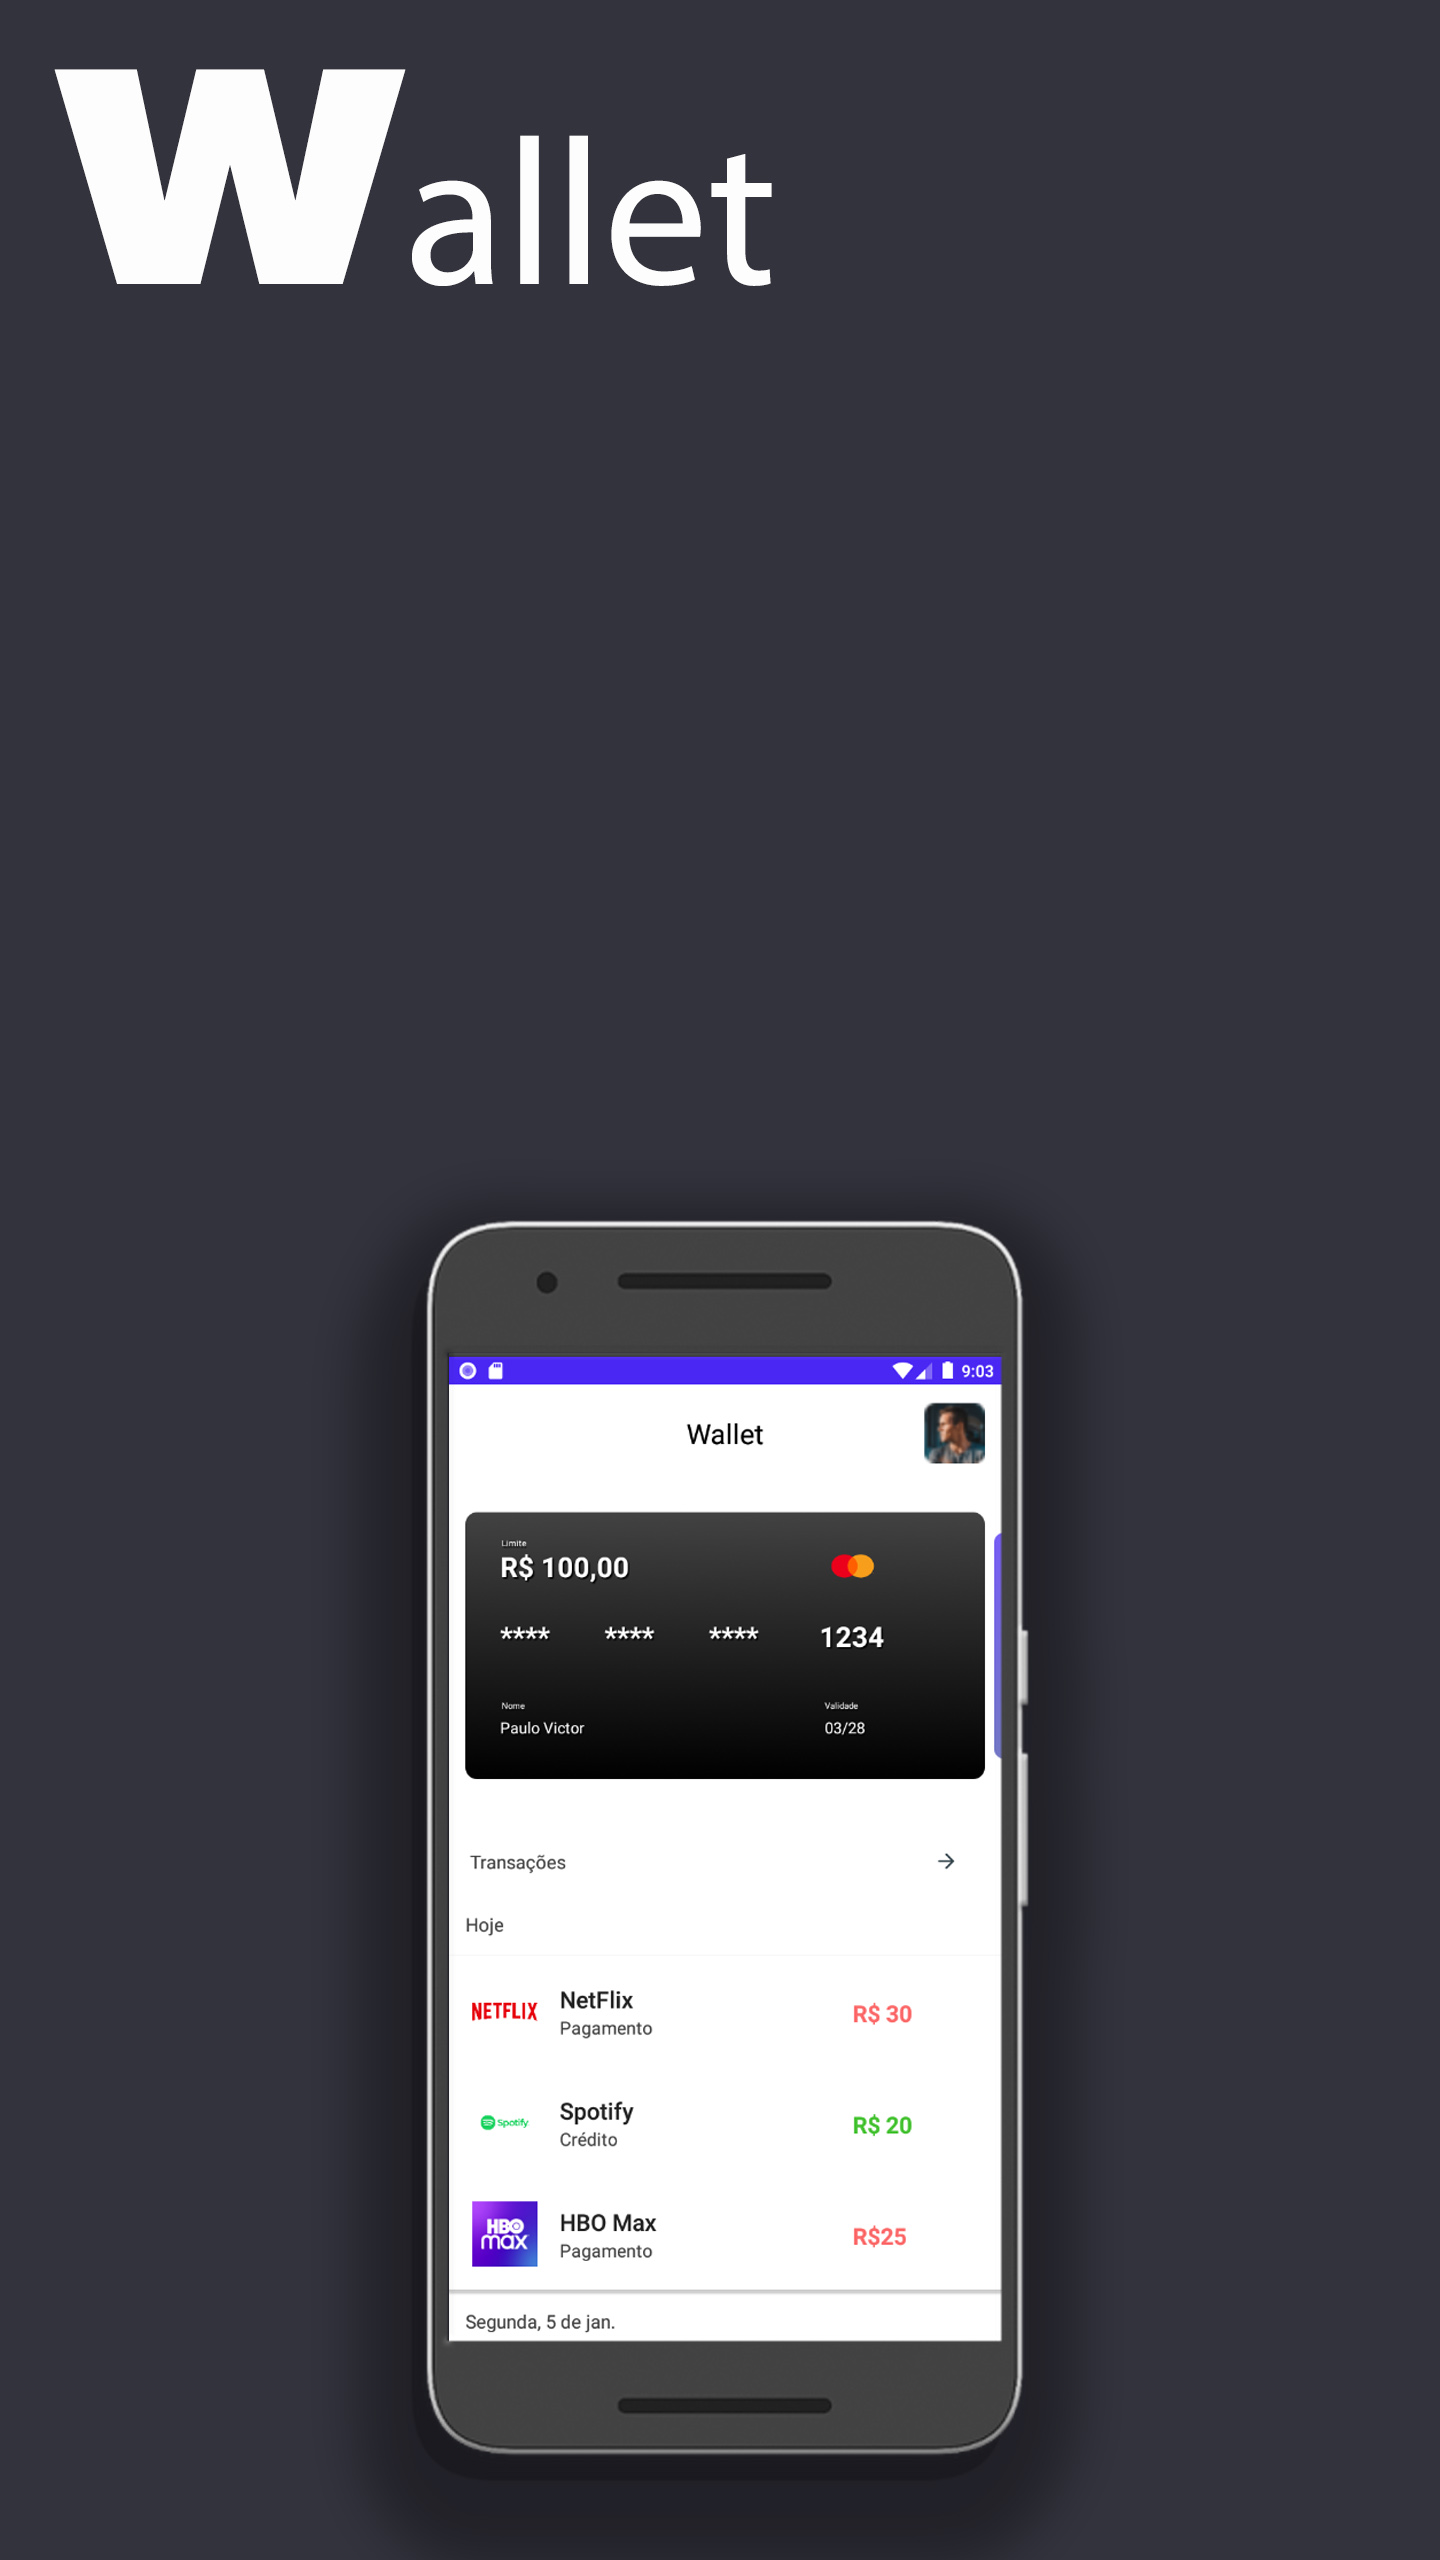 Wallet
9:03
Wallet
Limite
R$ 100,00
**** **** **** 1234
Nome Validade
Paulo Victor 03/28
Transações
Hoje
NETFLIX NetFlix R$ 30
Pagamento
Spotify Spotify R$ 20
Crédito
HBO max HBO Max R$25
Pagamento
Segunda, 5 de jan.